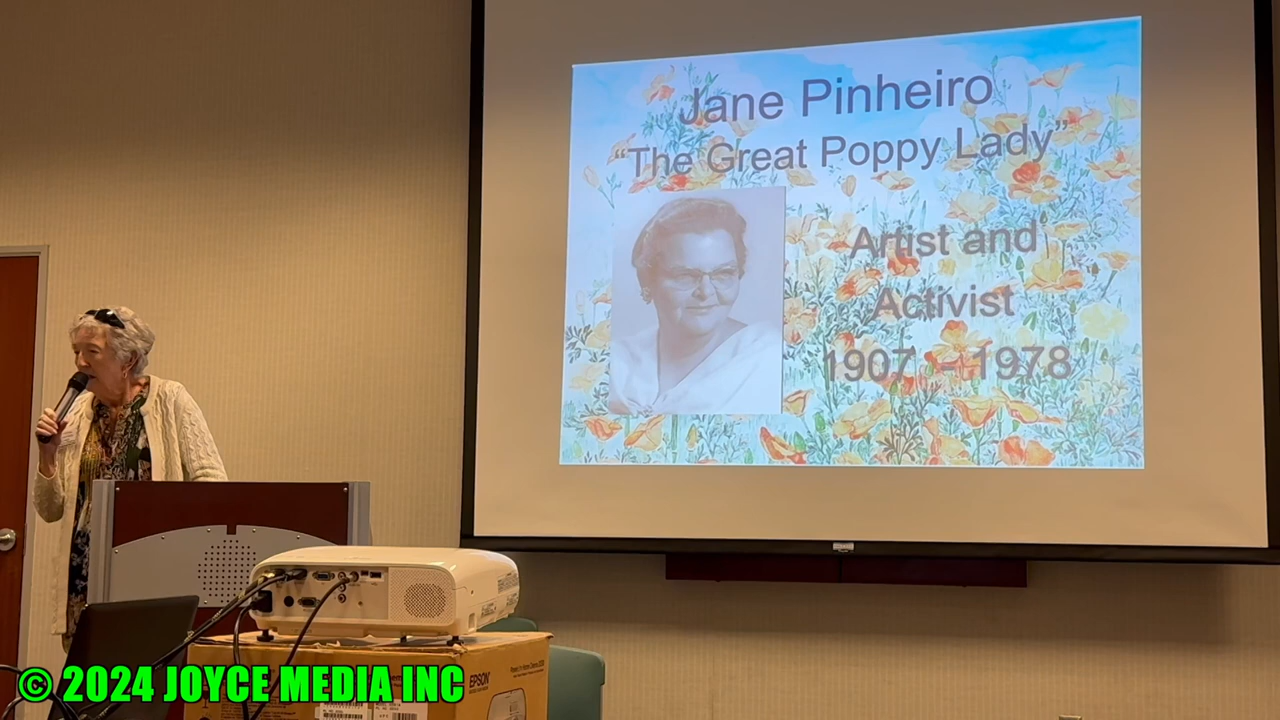 Jane Pinheiro
“The Great Poppy Lady”
Artist and
Activist
1907 - 1978
EPSON
© 2024 JOYCE MEDIA INC